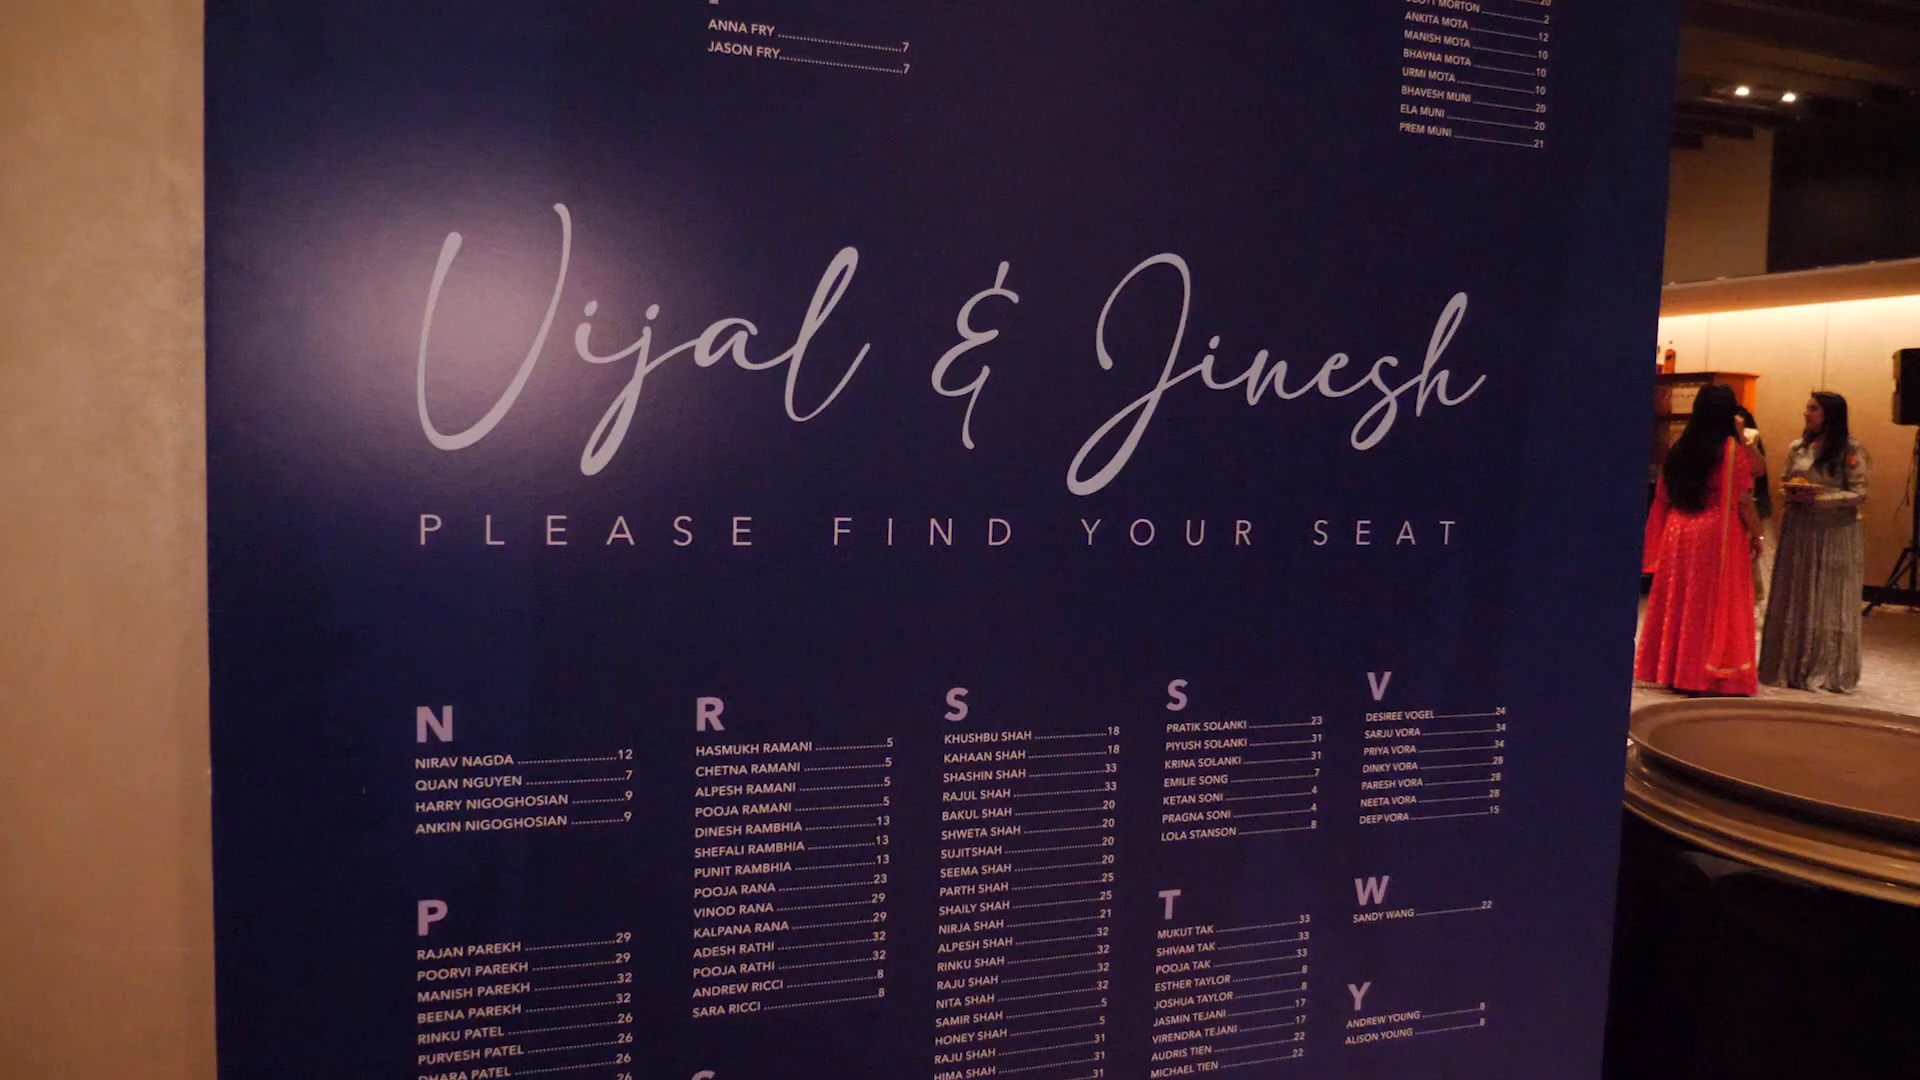 ANNA FRY 7
JASON FRY 7
MORTON 2
ANKITA MOTA 12
MANISH MOTA 10
BHAVNA MOTA 10
URMI MOTA 10
BHAVESH MUNI 20
ELA MUNI 20
PREM MUNI 21
Vijal & Jinesh
PLEASE FIND YOUR SEAT
N
NIRAV NAGDA 12
QUAN NGUYEN 7
HARRY NIGOGHOSIAN 9
ANKIN NIGOGHOSIAN 9
P
RAJAN PAREKH 29
POORVI PAREKH 29
MANISH PAREKH 32
BEENA PAREKH 32
RINKU PATEL 26
PURVESH PATEL 26
DHARA PATEL 26
R
HASMUKH RAMANI 5
CHETNA RAMANI 5
ALPESH RAMANI 5
POOJA RAMANI 5
DINESH RAMBHIA 13
SHEFALI RAMBHIA 13
PUNIT RAMBHIA 13
POOJA RANA 23
VINOD RANA 29
KALPANA RANA 29
ADESH RATHI 32
POOJA RATHI 32
ANDREW RICCI 8
SARA RICCI 8
S
KHUSHBU SHAH 18
KAHAAN SHAH 18
SHASHIN SHAH 33
RAJUL SHAH 33
BAKUL SHAH 20
SHWETA SHAH 20
SUJITSHAH 20
SEEMA SHAH 20
PARTH SHAH 25
SHAILY SHAH 25
NIRJA SHAH 21
ALPESH SHAH 32
RINKU SHAH 32
RAJU SHAH 32
NITA SHAH 32
SAMIR SHAH 5
HONEY SHAH 5
RAJU SHAH 31
HIMA SHAH 31
31
S
PRATIK SOLANKI 23
PIYUSH SOLANKI 31
KRINA SOLANKI 31
EMILIE SONG 7
KETAN SONI 4
PRAGNA SONI 4
LOLA STANSON 8
T
MUKUT TAK 33
SHIVAM TAK 33
POOJA TAK 33
ESTHER TAYLOR 8
JOSHUA TAYLOR 8
JASMIN TEJANI 17
VIRENDRA TEJANI 17
AUDRIS TIEN 22
MICHAEL TIEN 22
V
DESIREE VOGEL 24
SARJU VORA 34
PRIYA VORA 34
DINKY VORA 28
PARESH VORA 28
NEETA VORA 28
DEEP VORA 15
W
SANDY WANG 22
Y
ANDREW YOUNG 8
ALISON YOUNG 8